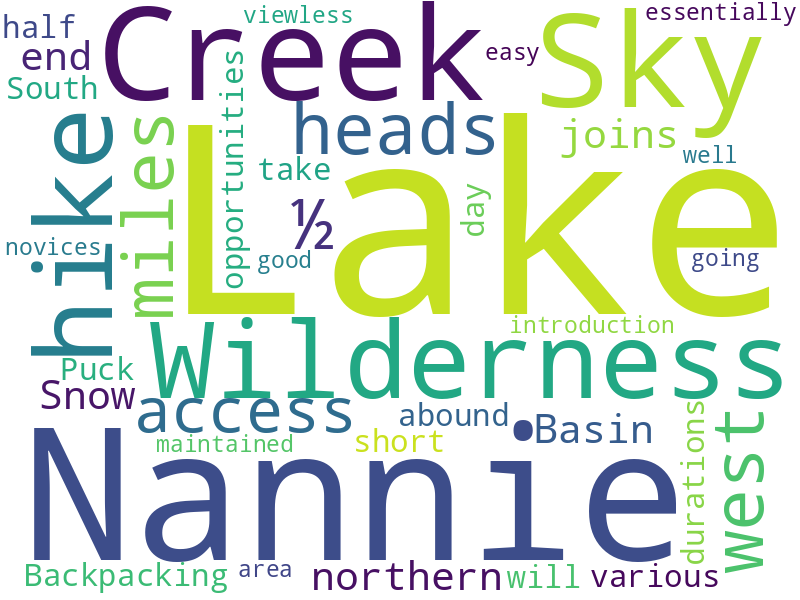 half
viewless
essentially
Creek
Sky
end
easy
South
opportunities
heads
joins
hike
miles
Lake
take
well
day
½
novices
good
going
introduction
Wilderness
Puck
Snow
access
abound
Basin
short
maintained
west
durations
Nannie
Backpacking
area
northern
will
various